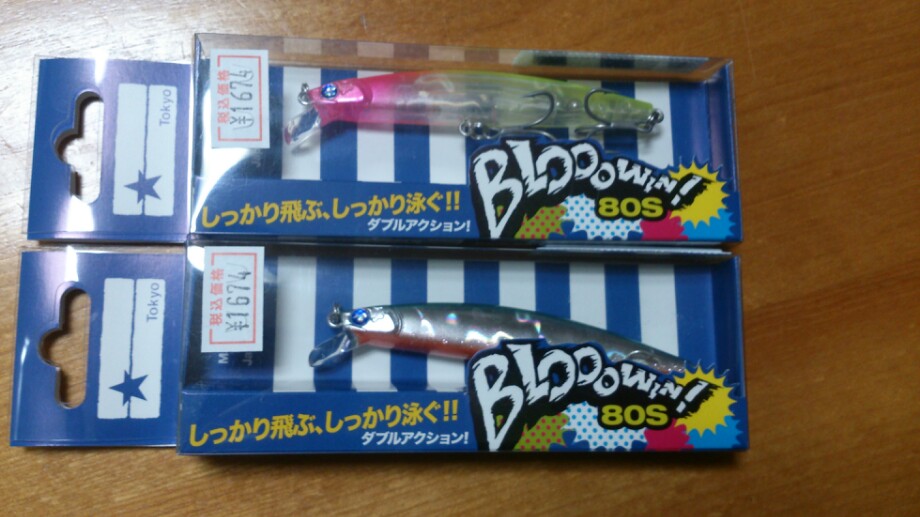 Tokyo
税込価格
¥1674
しっかり飛ぶ、しっかり泳ぐ!!
ダブルアクション!
BLOOOWIN!
80S
Tokyo
税込価格
¥1674
しっかり飛ぶ、しっかり泳ぐ!!
ダブルアクション!
BLOOOWIN!
80S